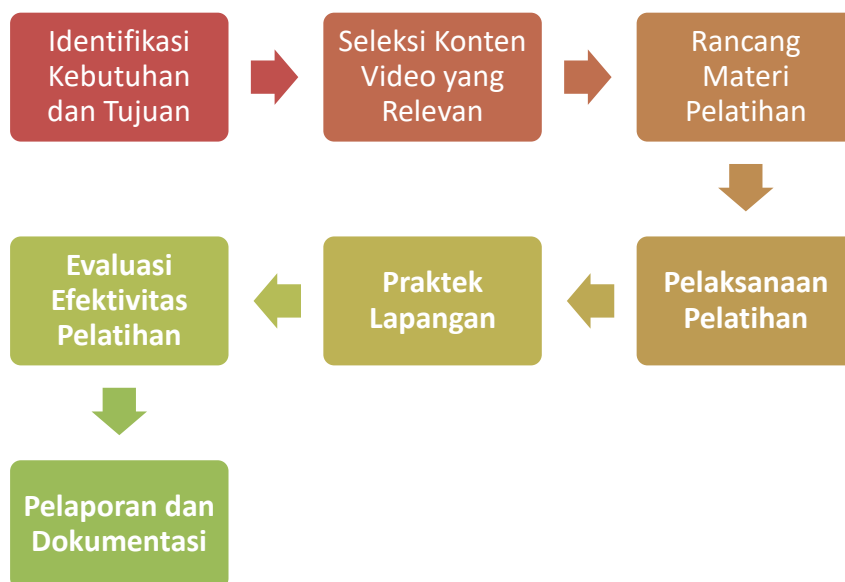 Identifikasi
Kebutuhan
dan Tujuan
Seleksi Konten
Video yang
Relevan
Rancang
Materi
Pelatihan
Pelaksanaan
Pelatihan
Praktek
Lapangan
Evaluasi
Efektivitas
Pelatihan
Pelaporan dan
Dokumentasi